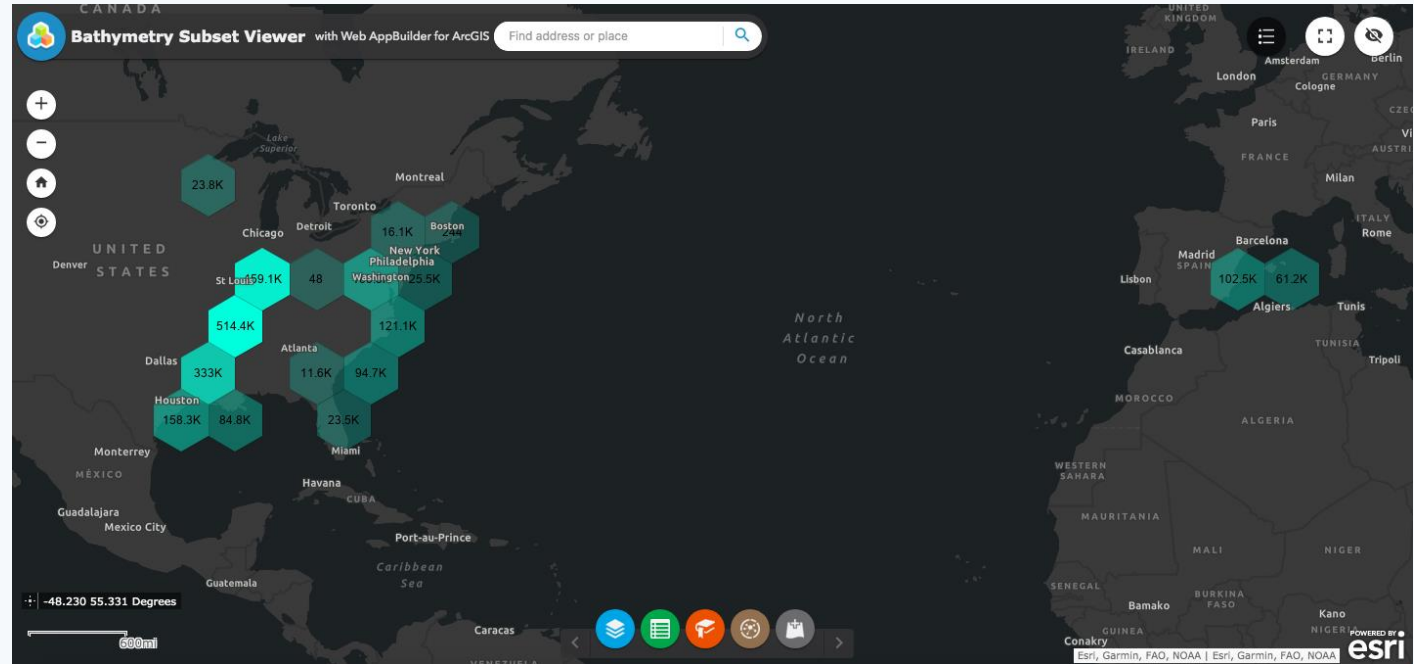 CANADA
UNITED
KINGDOM
Bathymetry Subset Viewer with Web AppBuilder for ArcGIS
Find address or place
IRELAND
Amsterdam
Berlin
London
GERMANY
Cologne
Paris
FRANCE
Milan
ITALY
Rome
Barcelona
Madrid
SPAIN
Lisbon
102.5K
61.2K
Algiers
Tunis
TUNISIA
Tripoli
Casablanca
MOROCCO
ALGERIA
WESTERN
SAHARA
MAURITANIA
MALI
NIGER
SENEGAL
BURKINA
FASO
Bamako
Kano
GUINEA
Conakry
Lake
Superior
23.8K
Montreal
Toronto
Detroit
Chicago
16.1K
Boston
244
New York
Philadelphia
Washington
UNITED
STATES
Denver
St Louis
48
514.4K
121.1K
Atlanta
Dallas
333K
11.6K
94.7K
Houston
158.3K
84.8K
23.5K
Miami
Monterrey
MÉXICO
Havana
CUBA
Guadalajara
Mexico City
Port-au-Prince
Caribbean
Sea
Guatemala
Caracas
North
Atlantic
Ocean
-48.230 55.331 Degrees
600mi
POWERED BY
esri
Esri, Garmin, FAO, NOAA | Esri, Garmin, FAO, NOAA